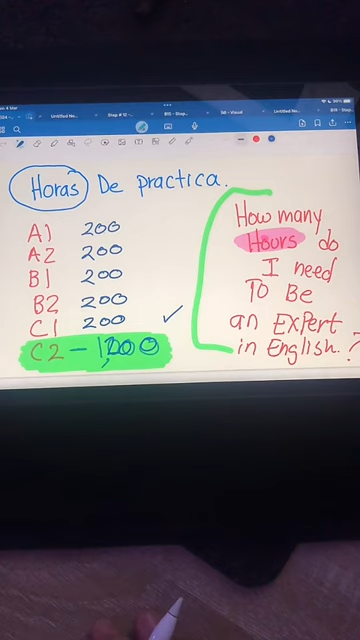 Horas De practica.
A1 200
A2 200
B1 200
B2 200
C1 200
C2 - 1,200
How many
Hours do
I need
To Be
an Expert
in English.?